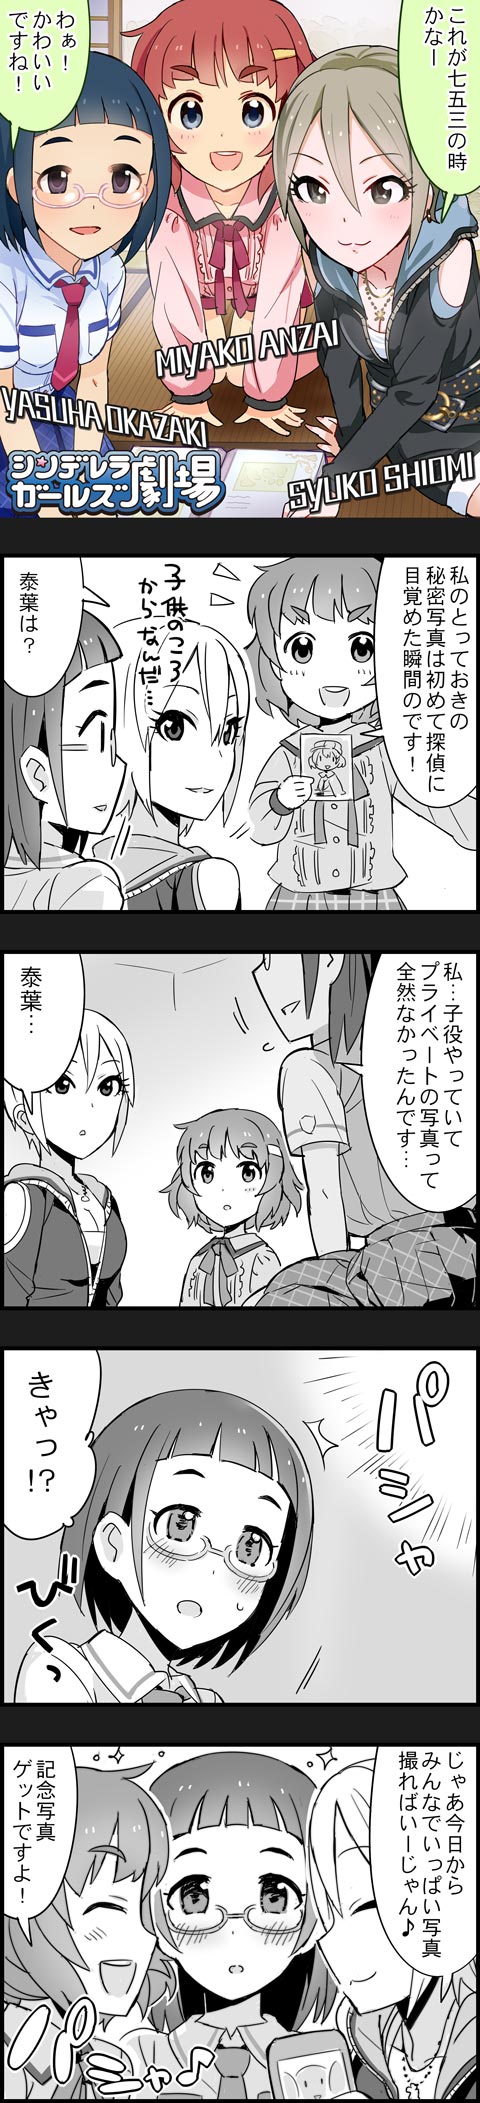 これが七五三の時
かなー
わぁ！
かわいい
ですね！
MIYAKO ANZAI
YASUHA OKAZAKI
SYUKO SHIOMI
シンデレラ
ガールズ劇場
私のとっておきの
秘密写真は初めて探偵に
目覚めた瞬間のです！
子供のころ
からなんだ…
泰葉は？
私…子役やっていて
プライベートの写真って
全然なかったんです…
泰葉…
パシャ
きゃっ!?
びくっ
じゃあ今日から
みんなでいっぱい写真
撮ればいーじゃん♪
記念写真
ゲットですよ！
パシャ♪